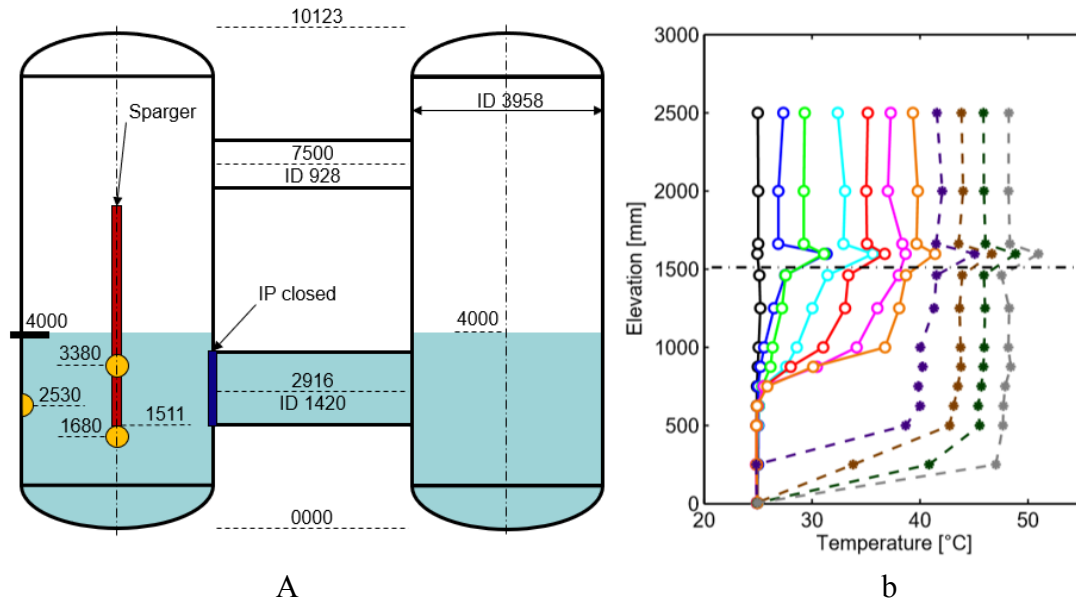 10123
Sparger
ID 3958
7500
ID 928
IP closed
4000
4000
3380
2916
2530
ID 1420
1511
1680
0000
A
3000
2500
2000
1500
1000
500
0
Elevation [mm]
20
30
40
50
Temperature [°C]
b